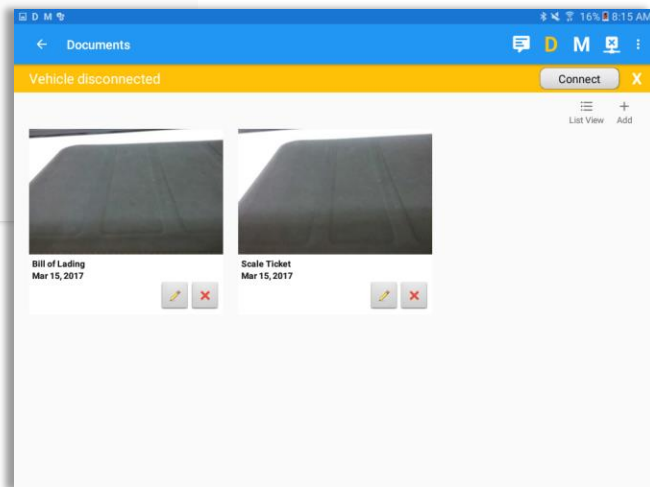 D M
16% 8:15 AM
Documents
D M
Vehicle disconnected
Connect
X
List View
Add
Bill of Lading
Mar 15, 2017
Scale Ticket
Mar 15, 2017